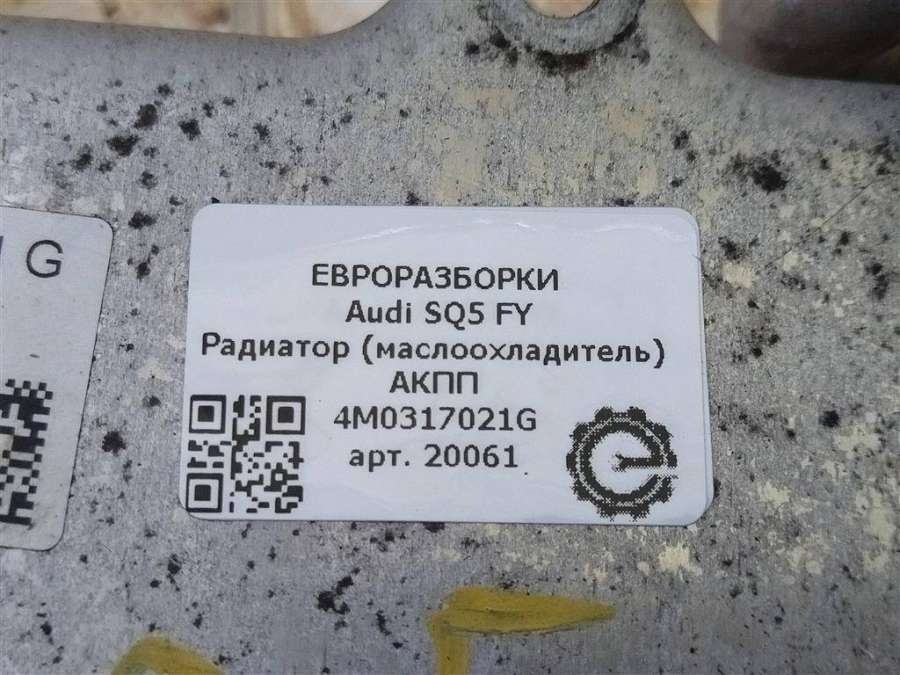 G
ЕВРОРАЗБОРКИ
Audi SQ5 FY
Радиатор (маслоохладитель)
АКПП
4M0317021G
арт. 20061